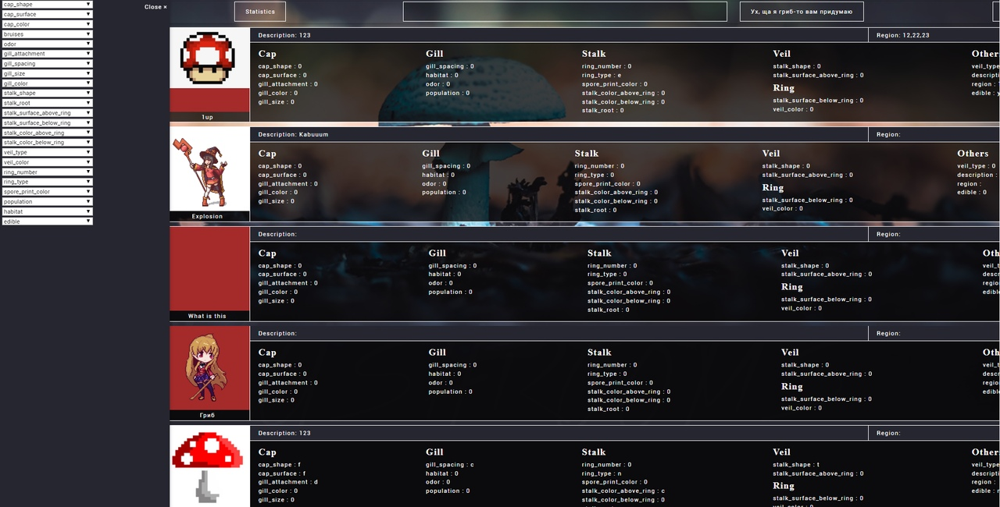 cap_shape
cap_surface
cap_color
bruises
odor
gill_attachment
gill_spacing
gill_size
gill_color
stalk_shape
stalk_root
stalk_surface_above_ring
stalk_surface_below_ring
stalk_color_above_ring
stalk_color_below_ring
veil_type
veil_color
ring_number
ring_type
spore_print_color
population
habitat
edible
Close ×
Statistics
Ух, ща я гриб-то вам придумаю
1up
Description: 123
Region: 12,22,23
Cap
cap_shape : 0
cap_surface : 0
gill_attachment : 0
gill_color : 0
gill_size : 0
Gill
gill_spacing : 0
habitat : 0
odor : 0
population : 0
Stalk
ring_number : 0
ring_type : e
spore_print_color : 0
stalk_color_above_ring : 0
stalk_color_below_ring : 0
stalk_root : 0
Veil
stalk_shape : 0
stalk_surface_above_ring : 0
Ring
stalk_surface_below_ring : 0
veil_color : 0
Other
veil_type
descripti
region :
edible :
Explosion
Description: Kabuuum
Region:
Cap
cap_shape : 0
cap_surface : 0
gill_attachment : 0
gill_color : 0
gill_size : 0
Gill
gill_spacing : 0
habitat : 0
odor : 0
population : 0
Stalk
ring_number : 0
ring_type : 0
spore_print_color : 0
stalk_color_above_ring : 0
stalk_color_below_ring : 0
stalk_root : 0
Veil
stalk_shape : 0
stalk_surface_above_ring : 0
Ring
stalk_surface_below_ring : 0
veil_color : 0
Others
veil_type : 0
description :
region :
edible : 0
What is this
Description:
Region:
Cap
cap_shape : 0
cap_surface : 0
gill_attachment : 0
gill_color : 0
gill_size : 0
Gill
gill_spacing : 0
habitat : 0
odor : 0
population : 0
Stalk
ring_number : 0
ring_type : 0
spore_print_color : 0
stalk_color_above_ring : 0
stalk_color_below_ring : 0
stalk_root : 0
Veil
stalk_shape : 0
stalk_surface_above_ring : 0
Ring
stalk_surface_below_ring : 0
veil_color : 0
Oth
veil_t
descr
regio
edibl
Гриб
Description:
Region:
Cap
cap_shape : 0
cap_surface : 0
gill_attachment : 0
gill_color : 0
gill_size : 0
Gill
gill_spacing : 0
habitat : 0
odor : 0
population : 0
Stalk
ring_number : 0
ring_type : 0
spore_print_color : 0
stalk_color_above_ring : 0
stalk_color_below_ring : 0
stalk_root : 0
Veil
stalk_shape : 0
stalk_surface_above_ring : 0
Ring
stalk_surface_below_ring : 0
veil_color : 0
Oth
veil_t
descr
regio
edibl
Description: 123
Region:
Cap
cap_shape : f
cap_surface : f
gill_attachment : d
gill_color : 0
gill_size : 0
Gill
gill_spacing : c
habitat : 0
odor : 0
population : 0
Stalk
ring_number : 0
ring_type : n
spore_print_color : 0
stalk_color_above_ring : c
stalk_color_below_ring : 0
Veil
stalk_shape : t
stalk_surface_above_ring : 0
Ring
stalk_surface_below_ring : 0
veil_color : 0
Other
veil_type
descripti
region :
edible :